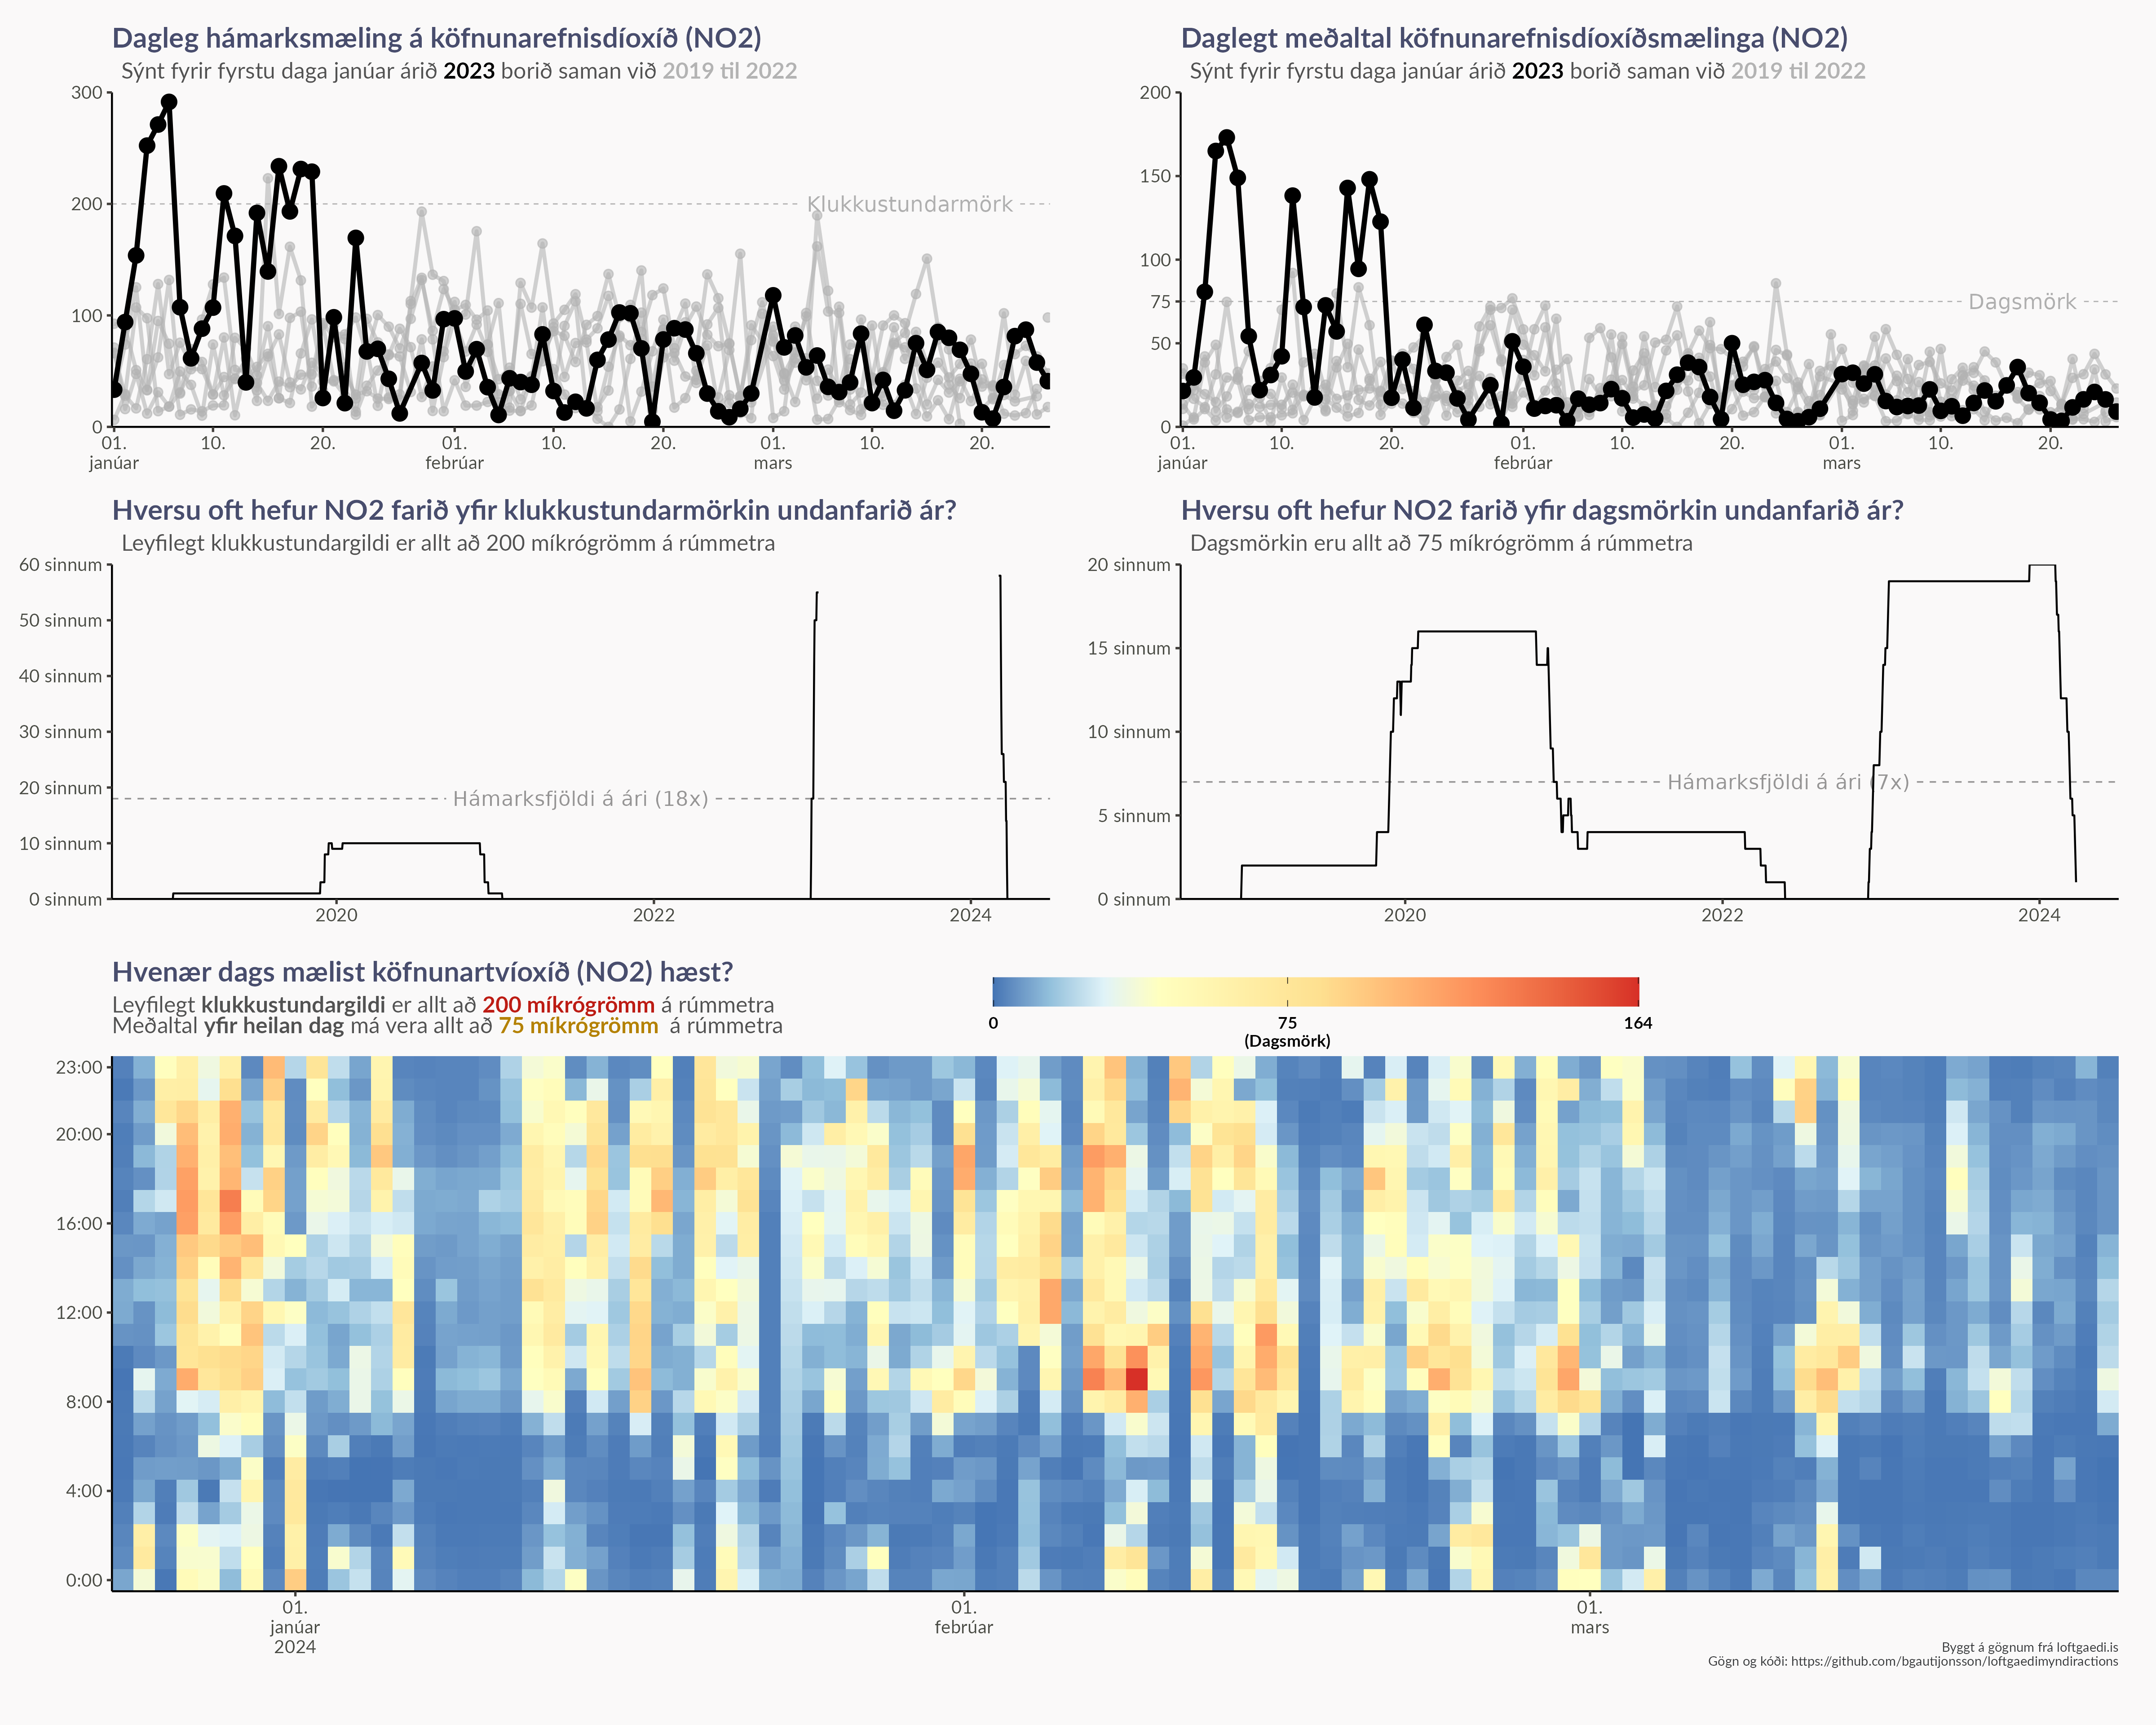 Dagleg hámarksmæling á köfnunarefnisdíoxíð (NO2)
Sýnt fyrir fyrstu daga janúar árið 2023 borið saman við 2019 til 2022
300
200
100
0
Klukkustundarmörk
01. 10. 20. 01. 10. 20. 01. 10. 20.
janúar febrúar mars
Daglegt meðaltal köfnunarefnisdíoxíðsmælinga (NO2)
Sýnt fyrir fyrstu daga janúar árið 2023 borið saman við 2019 til 2022
200
150
100
75
50
0
Dagsmörk
01. 10. 20. 01. 10. 20. 01. 10. 20.
janúar febrúar mars
Hversu oft hefur NO2 farið yfir klukkustundarmörkin undanfarið ár?
Leyfilegt klukkustundargildi er allt að 200 míkrógrömm á rúmmetra
60 sinnum
50 sinnum
40 sinnum
30 sinnum
20 sinnum
Hámarksfjöldi á ári (18x)
10 sinnum
0 sinnum
2020 2022 2024
Hversu oft hefur NO2 farið yfir dagsmörkin undanfarið ár?
Dagsmörkin eru allt að 75 míkrógrömm á rúmmetra
20 sinnum
15 sinnum
10 sinnum
Hámarksfjöldi á ári (7x)
5 sinnum
0 sinnum
2020 2022 2024
Hvenær dags mælist köfnunartvíoxíð (NO2) hæst?
Leyfilegt klukkustundargildi er allt að 200 míkrógrömm á rúmmetra
Meðaltal yfir heilan dag má vera allt að 75 míkrógrömm á rúmmetra
0 75 164
(Dagsmörk)
23:00
20:00
16:00
12:00
8:00
4:00
0:00
01. 01. 01.
janúar febrúar mars
2024
Byggt á gögnum frá loftgaedi.is
Gögn og kóði: https://github.com/bgautijonsson/loftgaedimyndiractions